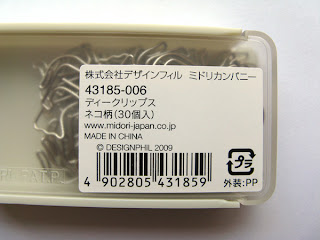 株式会社デザインフィル ミドリカンパニー
43185-006
ディークリップス
ネコ柄(30個入)
www.midori-japan.co.jp
MADE IN CHINA
© DESIGNPHIL 2009
4 902805 431859
プラ
外装:PP